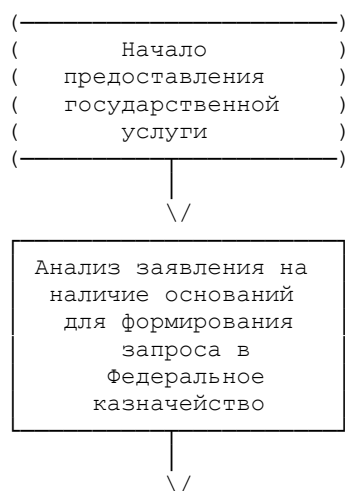 Начало
предоставления
государственной
услуги
Анализ заявления на
наличие оснований
для формирования
запроса в
Федеральное
казначейство